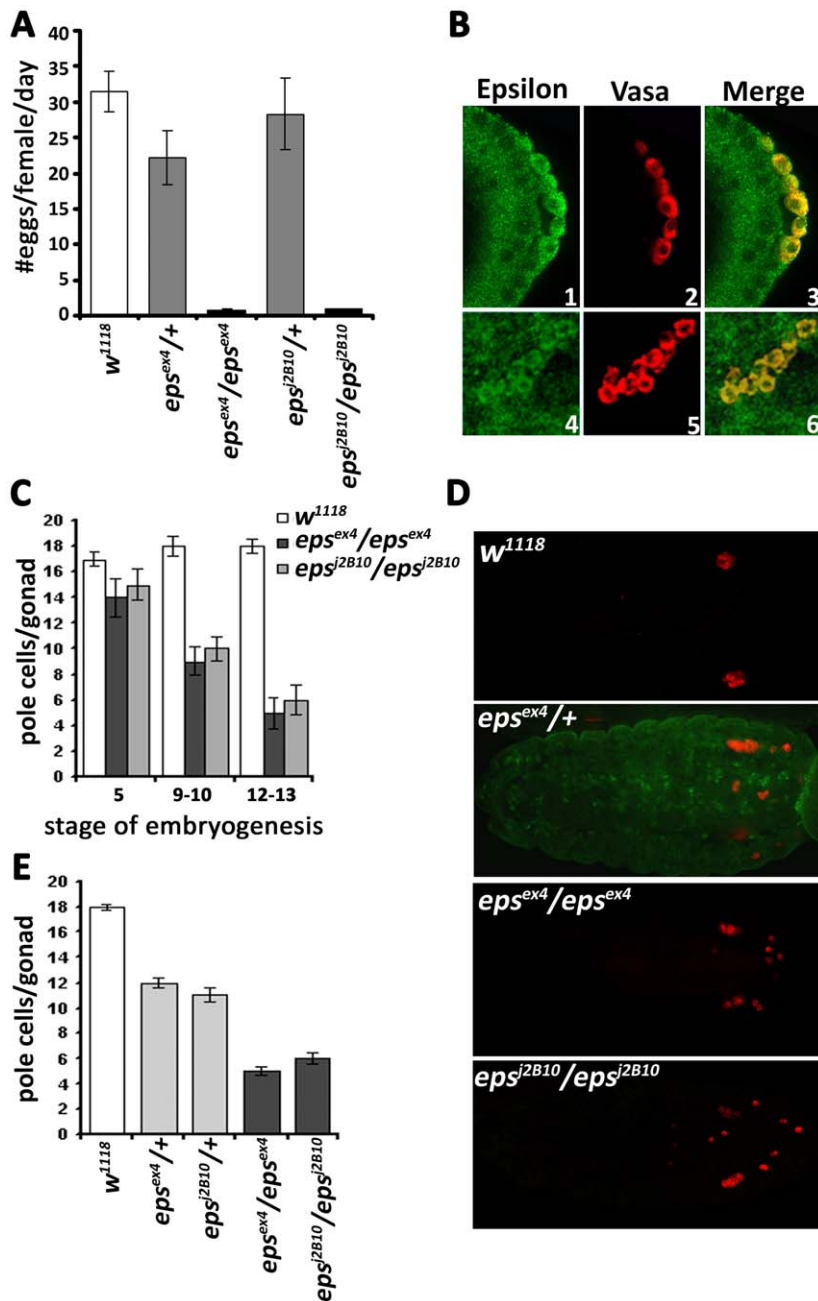 A
#eggs/female/day
35
30
25
20
15
10
5
0
w1118
epsex4/+
epsex4/epsex4
epsj2B10/+
epsj2B10/epsj2B10
B
Epsilon Vasa Merge
1 2 3
4 5 6
C
pole cells/gonad
20
18
16
14
12
10
8
6
4
2
0
w1118
epsex4/epsex4
epsj2B10/epsj2B10
5 9-10 12-13
stage of embryogenesis
D
w1118
epsex4/+
epsex4/epsex4
epsj2B10/epsj2B10
E
pole cells/gonad
20
18
16
14
12
10
8
6
4
2
0
w1118
epsex4/+
epsj2B10/+
epsex4/epsex4
epsj2B10/epsj2B10